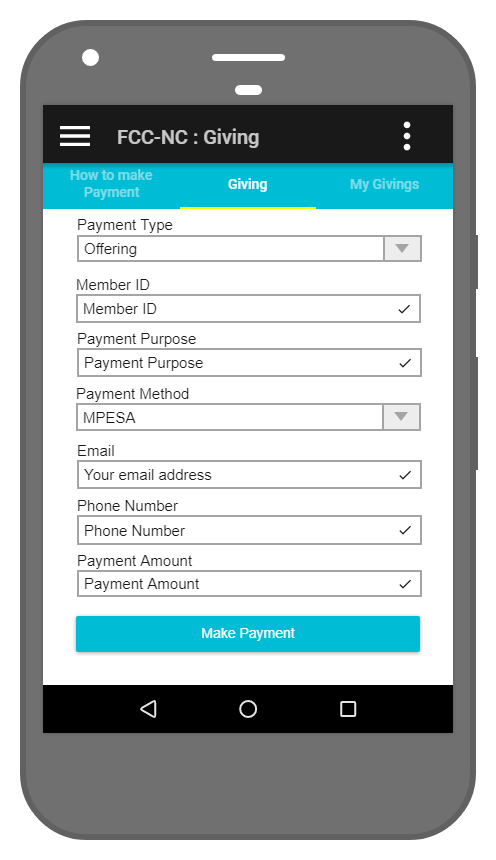 FCC-NC : Giving
How to make
Payment
Giving
My Givings
Payment Type
Offering
Member ID
Member ID
Payment Purpose
Payment Purpose
Payment Method
MPESA
Email
Your email address
Phone Number
Phone Number
Payment Amount
Payment Amount
Make Payment